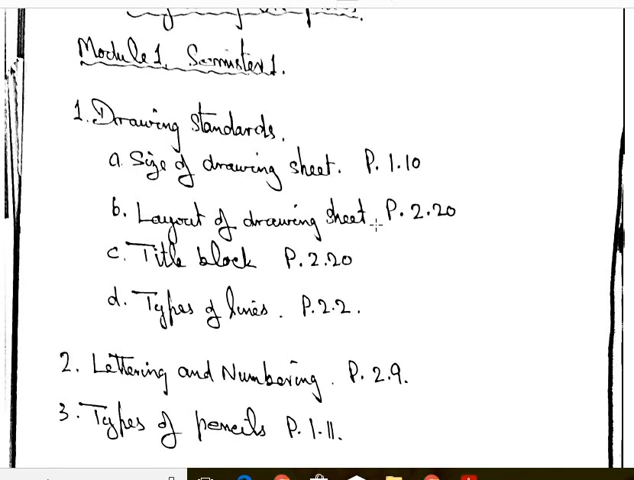 Module 1, Semister 1.
1. Drawing Standards.
a. Size of drawing sheet. P. 1.10
b. Layout of drawing sheet. P. 2.20
c. Title block P. 2.20
d. Types of lines. P. 2.2.
2. Lettering and Numbering. P. 2.9.
3. Types of pencils P. 1.11.